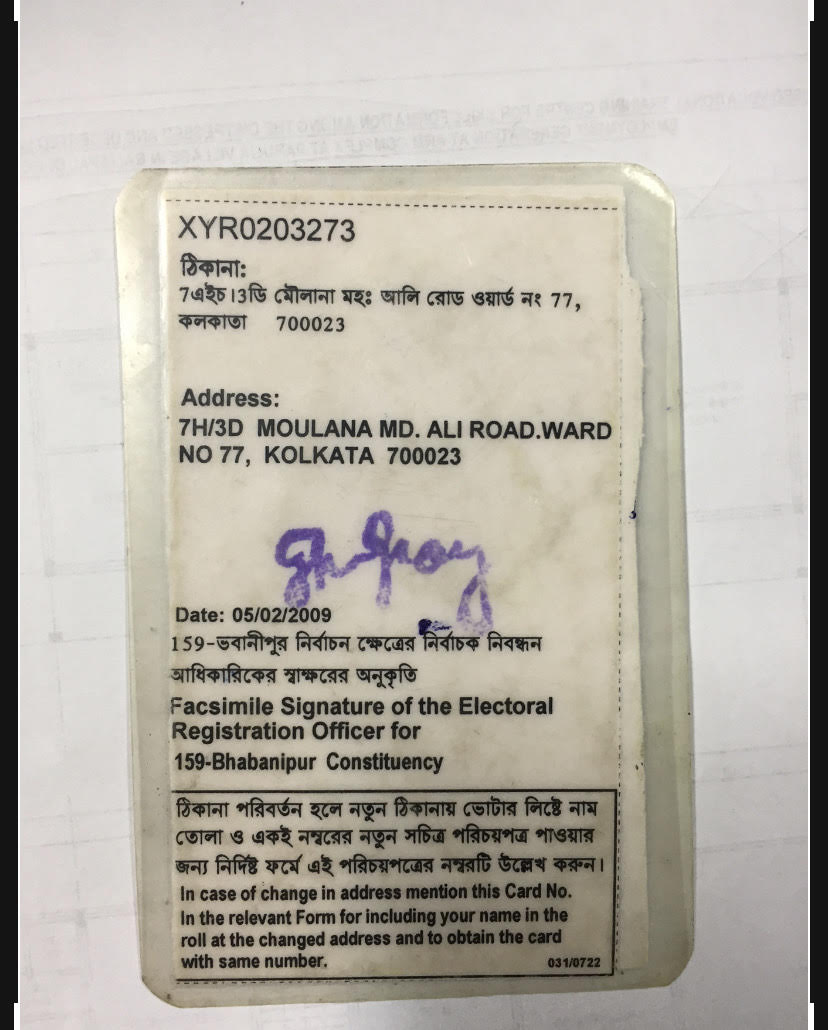 XYR0203273
ঠিকানা:
7এইচ।3ডি মৌলানা মহঃ আলি রোড ওয়ার্ড নং 77,
কলকাতা 700023
Address:
7H/3D MOULANA MD. ALI ROAD.WARD
NO 77, KOLKATA 700023
Date: 05/02/2009
159-ভবানীপুর নির্বাচন ক্ষেত্রের নির্বাচক নিবন্ধন
আধিকারিকের স্বাক্ষরের অনুকৃতি
Facsimile Signature of the Electoral
Registration Officer for
159-Bhabanipur Constituency
ঠিকানা পরিবর্তন হলে নতুন ঠিকানায় ভোটার লিষ্টে নাম
তোলা ও একই নম্বরের নতুন সচিত্র পরিচয়পত্র পাওয়ার
জন্য নির্দিষ্ট ফর্মে এই পরিচয়পত্রের নম্বরটি উল্লেখ করুন।
In case of change in address mention this Card No.
In the relevant Form for including your name in the
roll at the changed address and to obtain the card
with same number. 031/0722